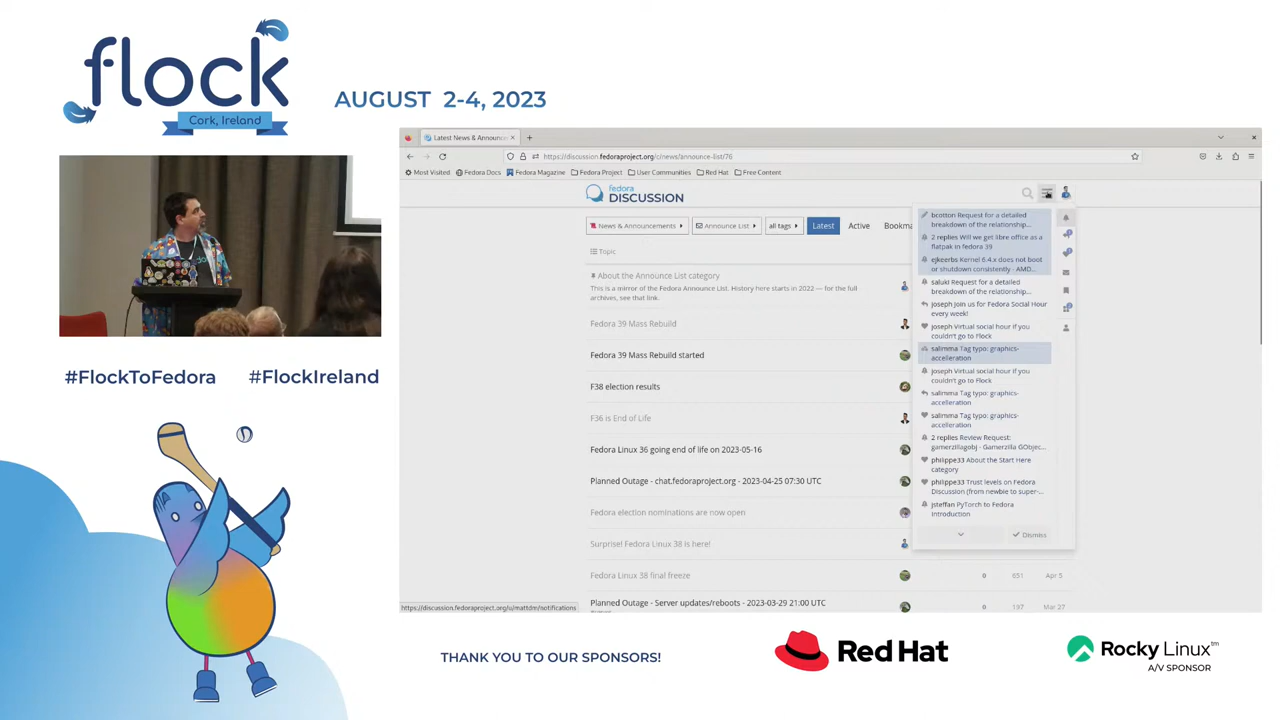 flock
Cork, Ireland
AUGUST 2-4, 2023
Latest News & Announce
https://discussion.fedoraproject.org/c/news/announce-list/76
Most Visited
Fedora Docs
Fedora Magazine
Fedora Project
User Communities
Red Hat
Free Content
fedora
DISCUSSION
News & Announcements
Announce List
all tags
Latest
Active
Bookma
Topic
About the Announce List category
This is a mirror of the Fedora Announce List. History here starts in 2022 — for the full
archives, see that link.
Fedora 39 Mass Rebuild
Fedora 39 Mass Rebuild started
F38 election results
F36 is End of Life
Fedora Linux 36 going end of life on 2023-05-16
Planned Outage - chat.fedoraproject.org - 2023-04-25 07:30 UTC
Fedora election nominations are now open
Surprise! Fedora Linux 38 is here!
Fedora Linux 38 final freeze
0 651 Apr 5
Planned Outage - Server updates/reboots - 2023-03-29 21:00 UTC
0 197 Mar 27
bcotton Request for a detailed
breakdown of the relationship...
2 replies Will we get libre office as a
flatpak in fedora 39
ejkeerbs Kernel 6.4.x does not boot
or shutdown consistently - AMD...
saluki Request for a detailed
breakdown of the relationship...
joseph Join us for Fedora Social Hour
every week!
joseph Virtual social hour if you
couldn't go to Flock
salimma Tag typo: graphics-
accelleration
joseph Virtual social hour if you
couldn't go to Flock
salimma Tag typo: graphics-
accelleration
salimma Tag typo: graphics-
accelleration
2 replies Review Request:
gamerzillagobj - Gamerzilla GObjec...
philippe33 About the Start Here
category
philippe33 Trust levels on Fedora
Discussion (from newbie to super-...
jsteffan PyTorch to Fedora
Introduction
Dismiss
https://discussion.fedoraproject.org/u/mattdm/notifications
#FlockToFedora
#FlockIreland
THANK YOU TO OUR SPONSORS!
Red Hat
Rocky Linux™
A/V SPONSOR